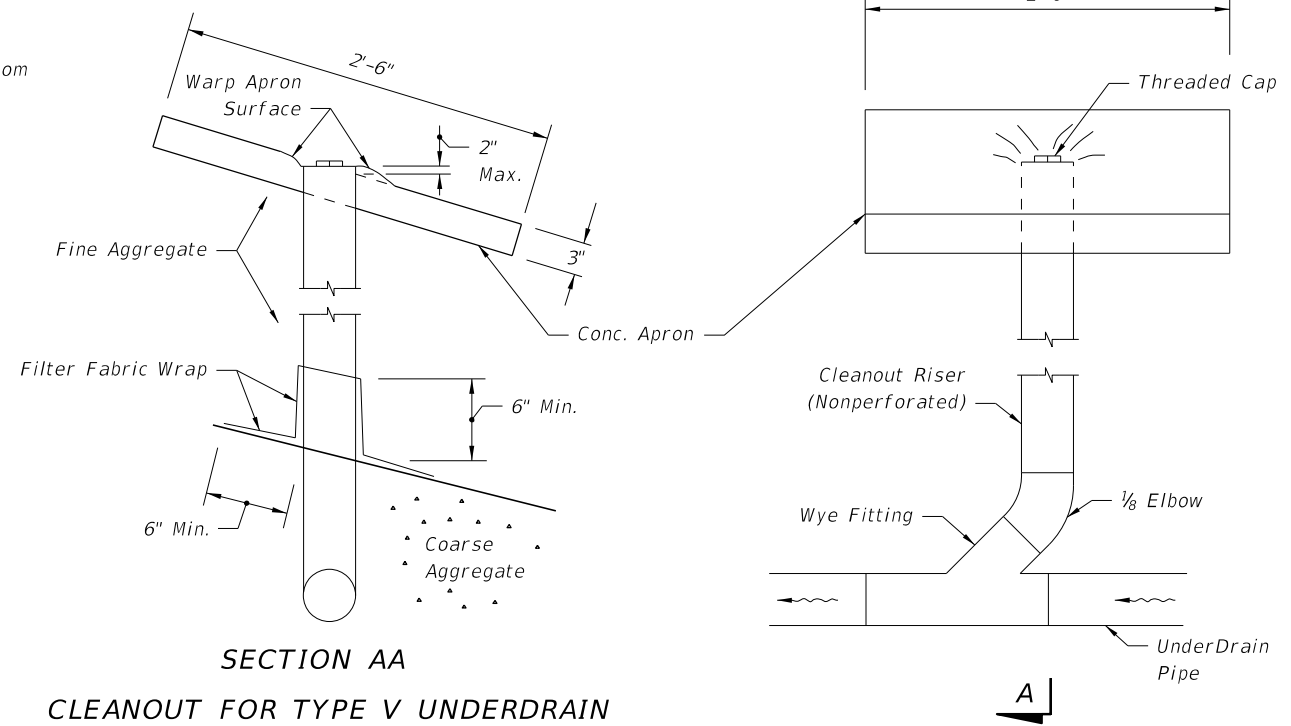 om
2'-6"
Warp Apron
Surface
2"
Max.
Threaded Cap
Fine Aggregate
3"
Conc. Apron
Filter Fabric Wrap
6" Min.
Cleanout Riser
(Nonperforated)
6" Min.
Coarse
Aggregate
Wye Fitting
⅛ Elbow
UnderDrain
Pipe
SECTION AA
CLEANOUT FOR TYPE V UNDERDRAIN
A